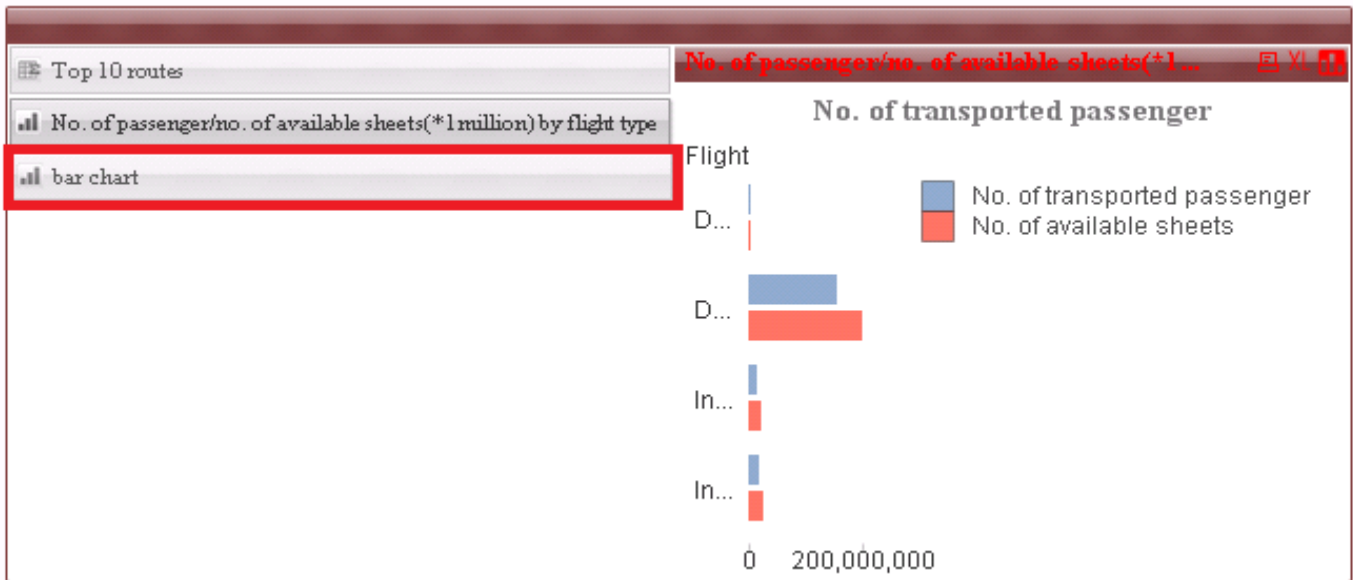 Top 10 routes
No. of passenger/no. of available sheets(*1 million) by flight type
bar chart
No. of passenger/no. of available sheets(*1...
XL
No. of transported passenger
Flight
No. of transported passenger
No. of available sheets
D...
D...
In...
In...
0 200,000,000